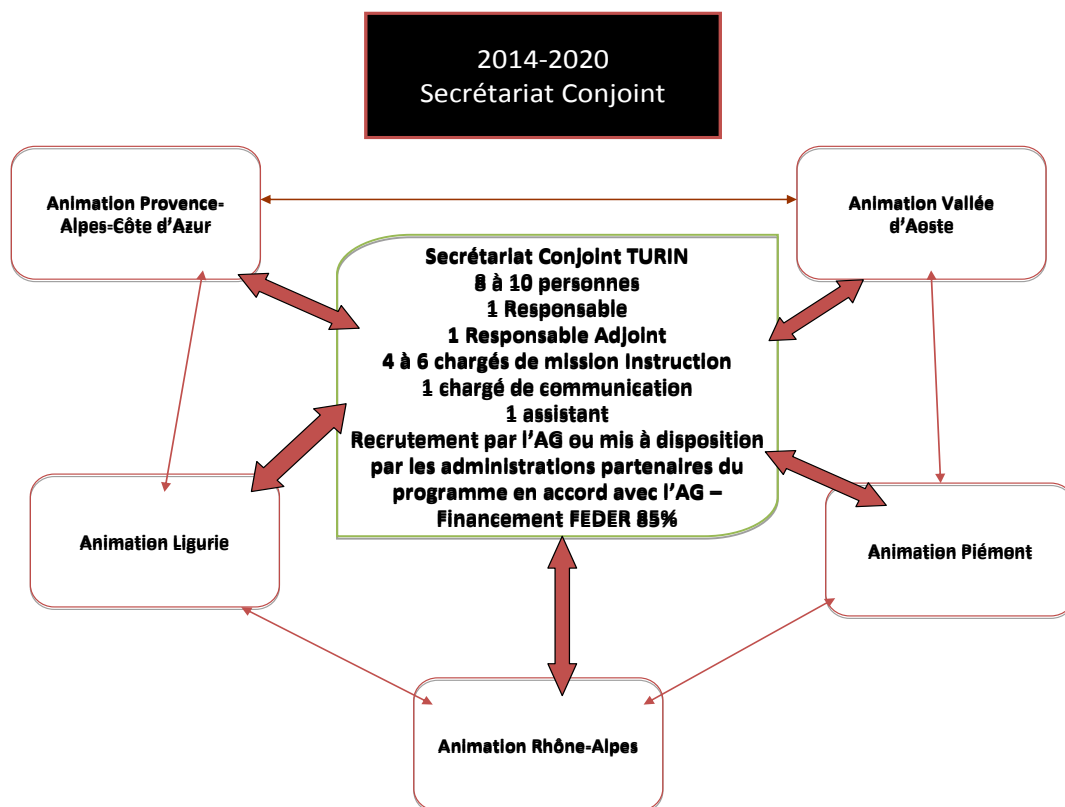 2014-2020
Secrétariat Conjoint
Animation Provence-
Alpes-Côte d’Azur
Animation Vallée
d’Aoste
Secrétariat Conjoint TURIN
8 à 10 personnes
1 Responsable
1 Responsable Adjoint
4 à 6 chargés de mission Instruction
1 chargé de communication
1 assistant
Recrutement par l’AG ou mis à disposition
par les administrations partenaires du
programme en accord avec l’AG –
Financement FEDER 85%
Animation Ligurie
Animation Piémont
Animation Rhône-Alpes